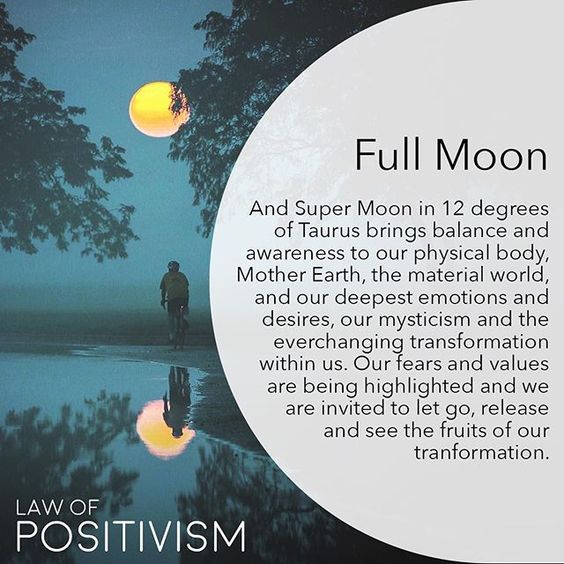 Full Moon
And Super Moon in 12 degrees
of Taurus brings balance and
awareness to our physical body,
Mother Earth, the material world,
and our deepest emotions and
desires, our mysticism and the
everchanging transformation
within us. Our fears and values
are being highlighted and we
are invited to let go, release
and see the fruits of our
tranformation.
LAW OF
POSITIVISM